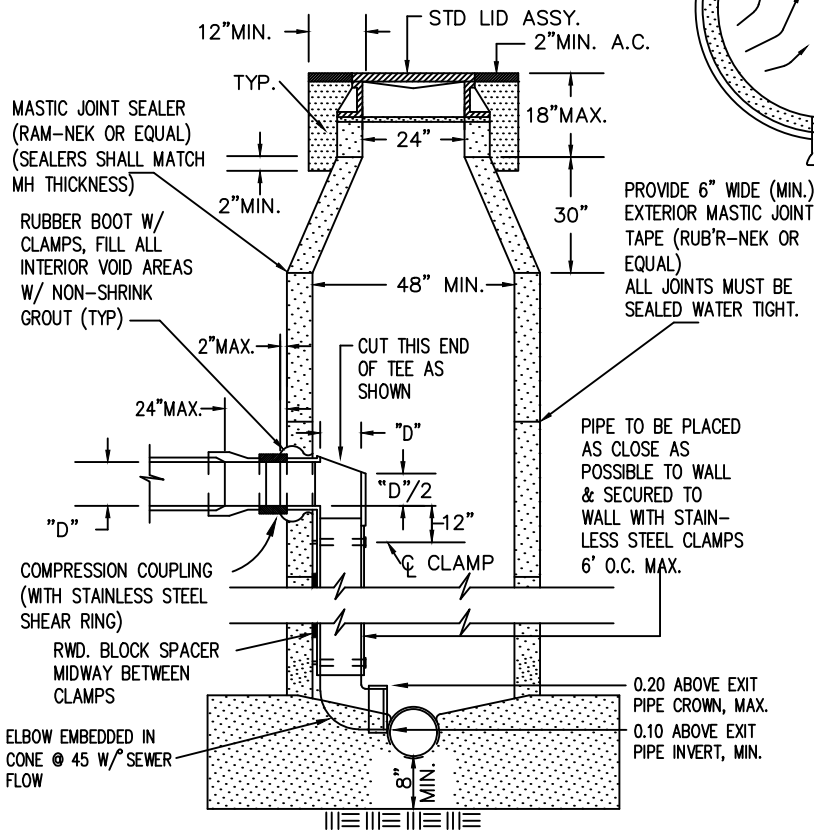 12"MIN.
STD LID ASSY.
2"MIN. A.C.
TYP.
18"MAX.
24"
MASTIC JOINT SEALER
(RAM-NEK OR EQUAL)
(SEALERS SHALL MATCH
MH THICKNESS)
2"MIN.
30"
PROVIDE 6" WIDE (MIN.)
EXTERIOR MASTIC JOINT
TAPE (RUB'R-NEK OR
EQUAL)
ALL JOINTS MUST BE
SEALED WATER TIGHT.
RUBBER BOOT W/
CLAMPS, FILL ALL
INTERIOR VOID AREAS
W/ NON-SHRINK
GROUT (TYP)
48" MIN.
2"MAX.
CUT THIS END
OF TEE AS
SHOWN
24"MAX.
"D"
PIPE TO BE PLACED
AS CLOSE AS
POSSIBLE TO WALL
& SECURED TO
WALL WITH STAIN-
LESS STEEL CLAMPS
6' O.C. MAX.
"D"/2
12"
"D"
℄ CLAMP
COMPRESSION COUPLING
(WITH STAINLESS STEEL
SHEAR RING)
RWD. BLOCK SPACER
MIDWAY BETWEEN
CLAMPS
0.20 ABOVE EXIT
PIPE CROWN, MAX.
0.10 ABOVE EXIT
PIPE INVERT, MIN.
ELBOW EMBEDDED IN
CONE @ 45 W/° SEWER
FLOW
8"
MIN.